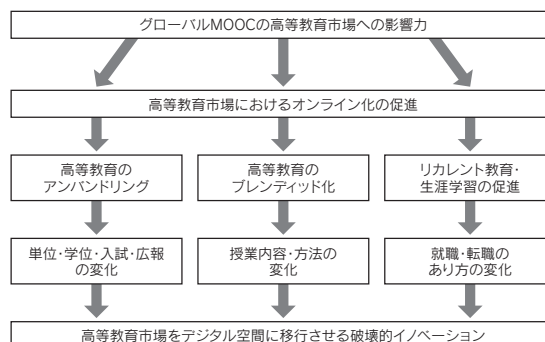 グローバルMOOCの高等教育市場への影響力
高等教育市場におけるオンライン化の促進
高等教育の
アンバンドリング
高等教育の
ブレンディッド化
リカレント教育・
生涯学習の促進
単位・学位・入試・広報
の変化
授業内容・方法の
変化
就職・転職の
あり方の変化
高等教育市場をデジタル空間に移行させる破壊的イノベーション